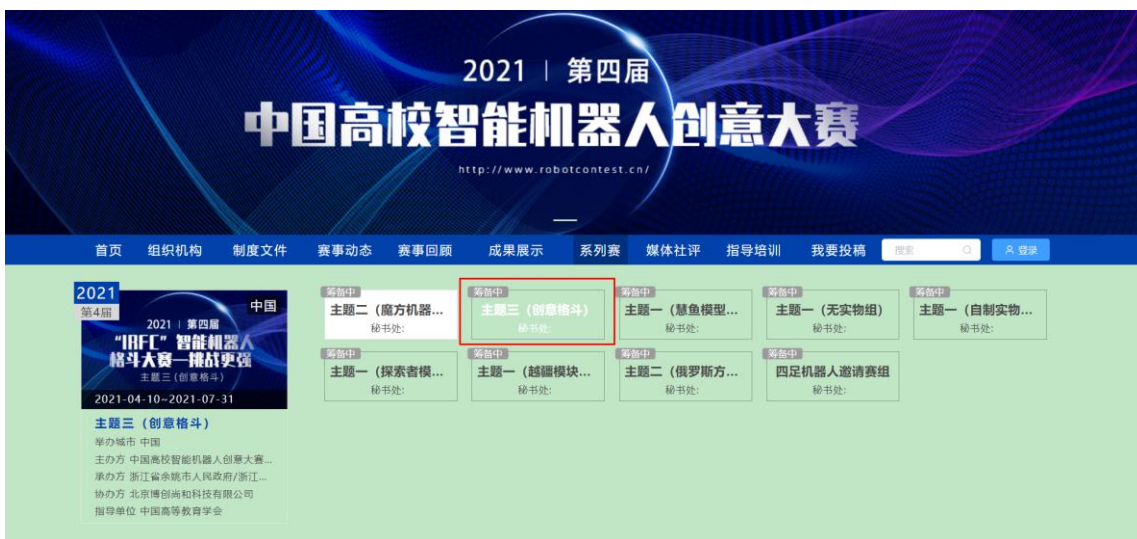 2021 | 第四届
中国高校智能机器人创意大赛
http://www.robotcontest.cn/
首页 组织机构 制度文件 赛事动态 赛事回顾 成果展示 系列赛 媒体社评 指导培训 我要投稿 搜索 登录
2021
第4届
中国
2021 | 第四届
“IRFC”智能机器人
格斗大赛—挑战更强
主题三(创意格斗)
2021-04-10~2021-07-31
主题三(创意格斗)
举办城市 中国
主办方 中国高校智能机器人创意大赛...
承办方 浙江省余姚市人民政府/浙江...
协办方 北京博创尚和科技有限公司
指导单位 中国高等教育学会
筹备中 筹备中 筹备中 筹备中 筹备中
主题二(魔方机器... 主题三(创意格斗) 主题一(慧鱼模型... 主题一(无实物组) 主题一(自制实物...
秘书处: 秘书处: 秘书处: 秘书处: 秘书处:
筹备中 筹备中 筹备中 筹备中
主题一(探索者模... 主题一(越疆模块... 主题二(俄罗斯方... 四足机器人邀请赛组
秘书处: 秘书处: 秘书处: 秘书处: